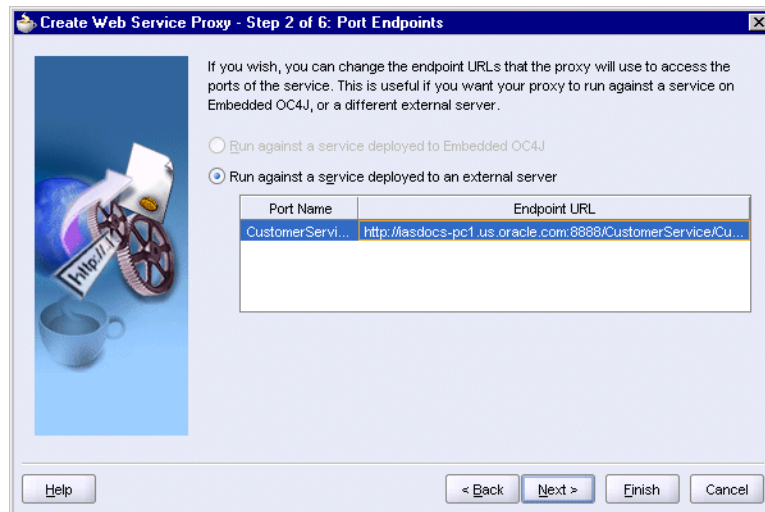 Create Web Service Proxy - Step 2 of 6: Port Endpoints
If you wish, you can change the endpoint URLs that the proxy will use to access the
ports of the service. This is useful if you want your proxy to run against a service on
Embedded OC4J, or a different external server.
Run against a service deployed to Embedded OC4J
Run against a service deployed to an external server
Port Name Endpoint URL
CustomerServi... http://iasdocs-pc1.us.oracle.com:8888/CustomerService/Cu...
http://
Help < Back Next > Finish Cancel